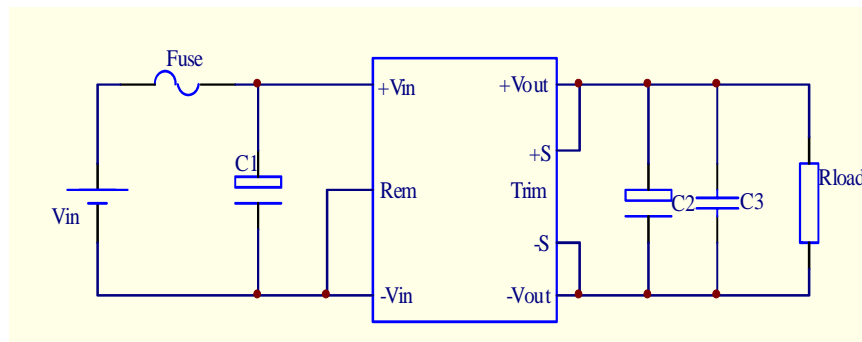 Fuse
+Vin
+Vout
C1
+S
Rem
Trim
Rload
Vin
C2
C3
-S
-Vin
-Vout